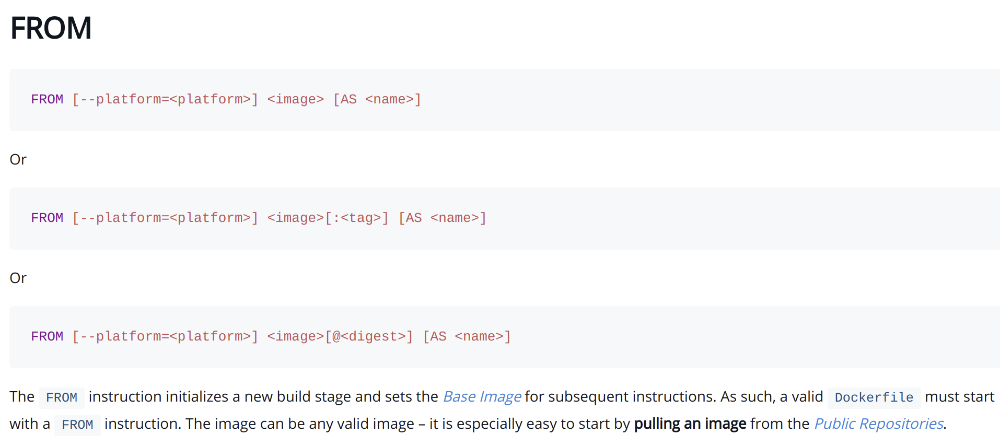 FROM
FROM [--platform=<platform>] <image> [AS <name>]
Or
FROM [--platform=<platform>] <image>[:<tag>] [AS <name>]
Or
FROM [--platform=<platform>] <image>[@<digest>] [AS <name>]
The FROM instruction initializes a new build stage and sets the Base Image for subsequent instructions. As such, a valid Dockerfile must start
with a FROM instruction. The image can be any valid image – it is especially easy to start by pulling an image from the Public Repositories.